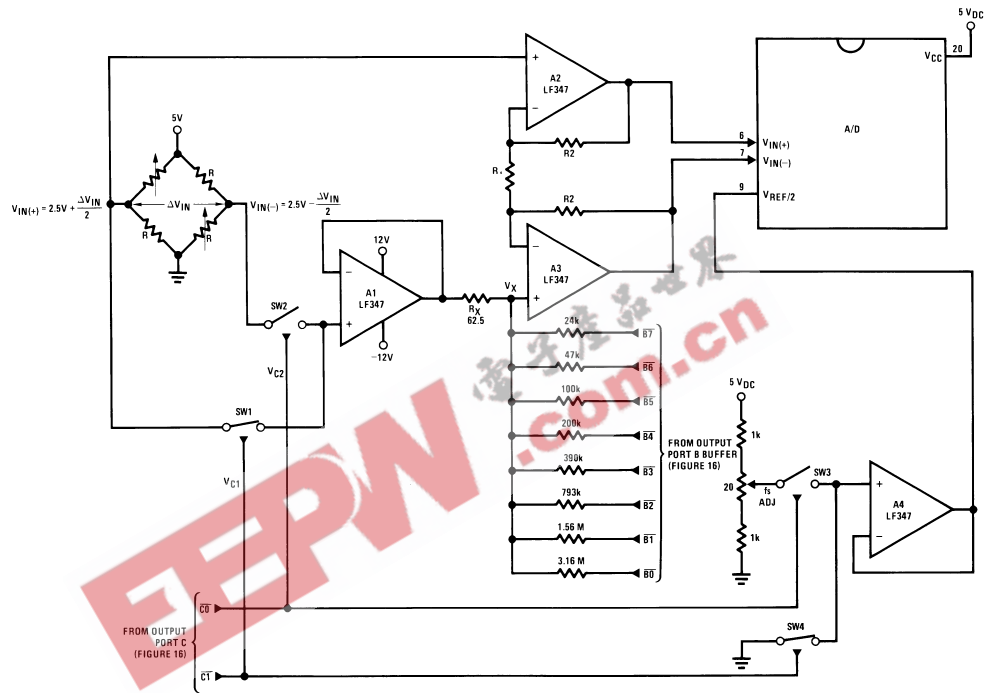 5 VDC
20
VCC
A/D
6 VIN(+)
7 VIN(−)
9 VREF/2
+
A2
LF347
−
R2
R
R2
−
A3
LF347
+
5V
R
R
R
ΔVIN
VIN(+) = 2.5V + ΔVIN/2
VIN(−) = 2.5V − ΔVIN/2
12V
−
A1
LF347
+
−12V
RX
62.5
VX
SW2
VC2
SW1
VC1
24k B7
47k B6
100k B5
200k B4
390k B3
793k B2
1.56 M B1
3.16 M B0
FROM OUTPUT
PORT B BUFFER
(FIGURE 16)
5 VDC
1k
20
fs
ADJ
1k
SW3
+
A4
LF347
−
SW4
C0
FROM OUTPUT
PORT C
(FIGURE 16)
C1
電子產品世界
EEPW.com.cn